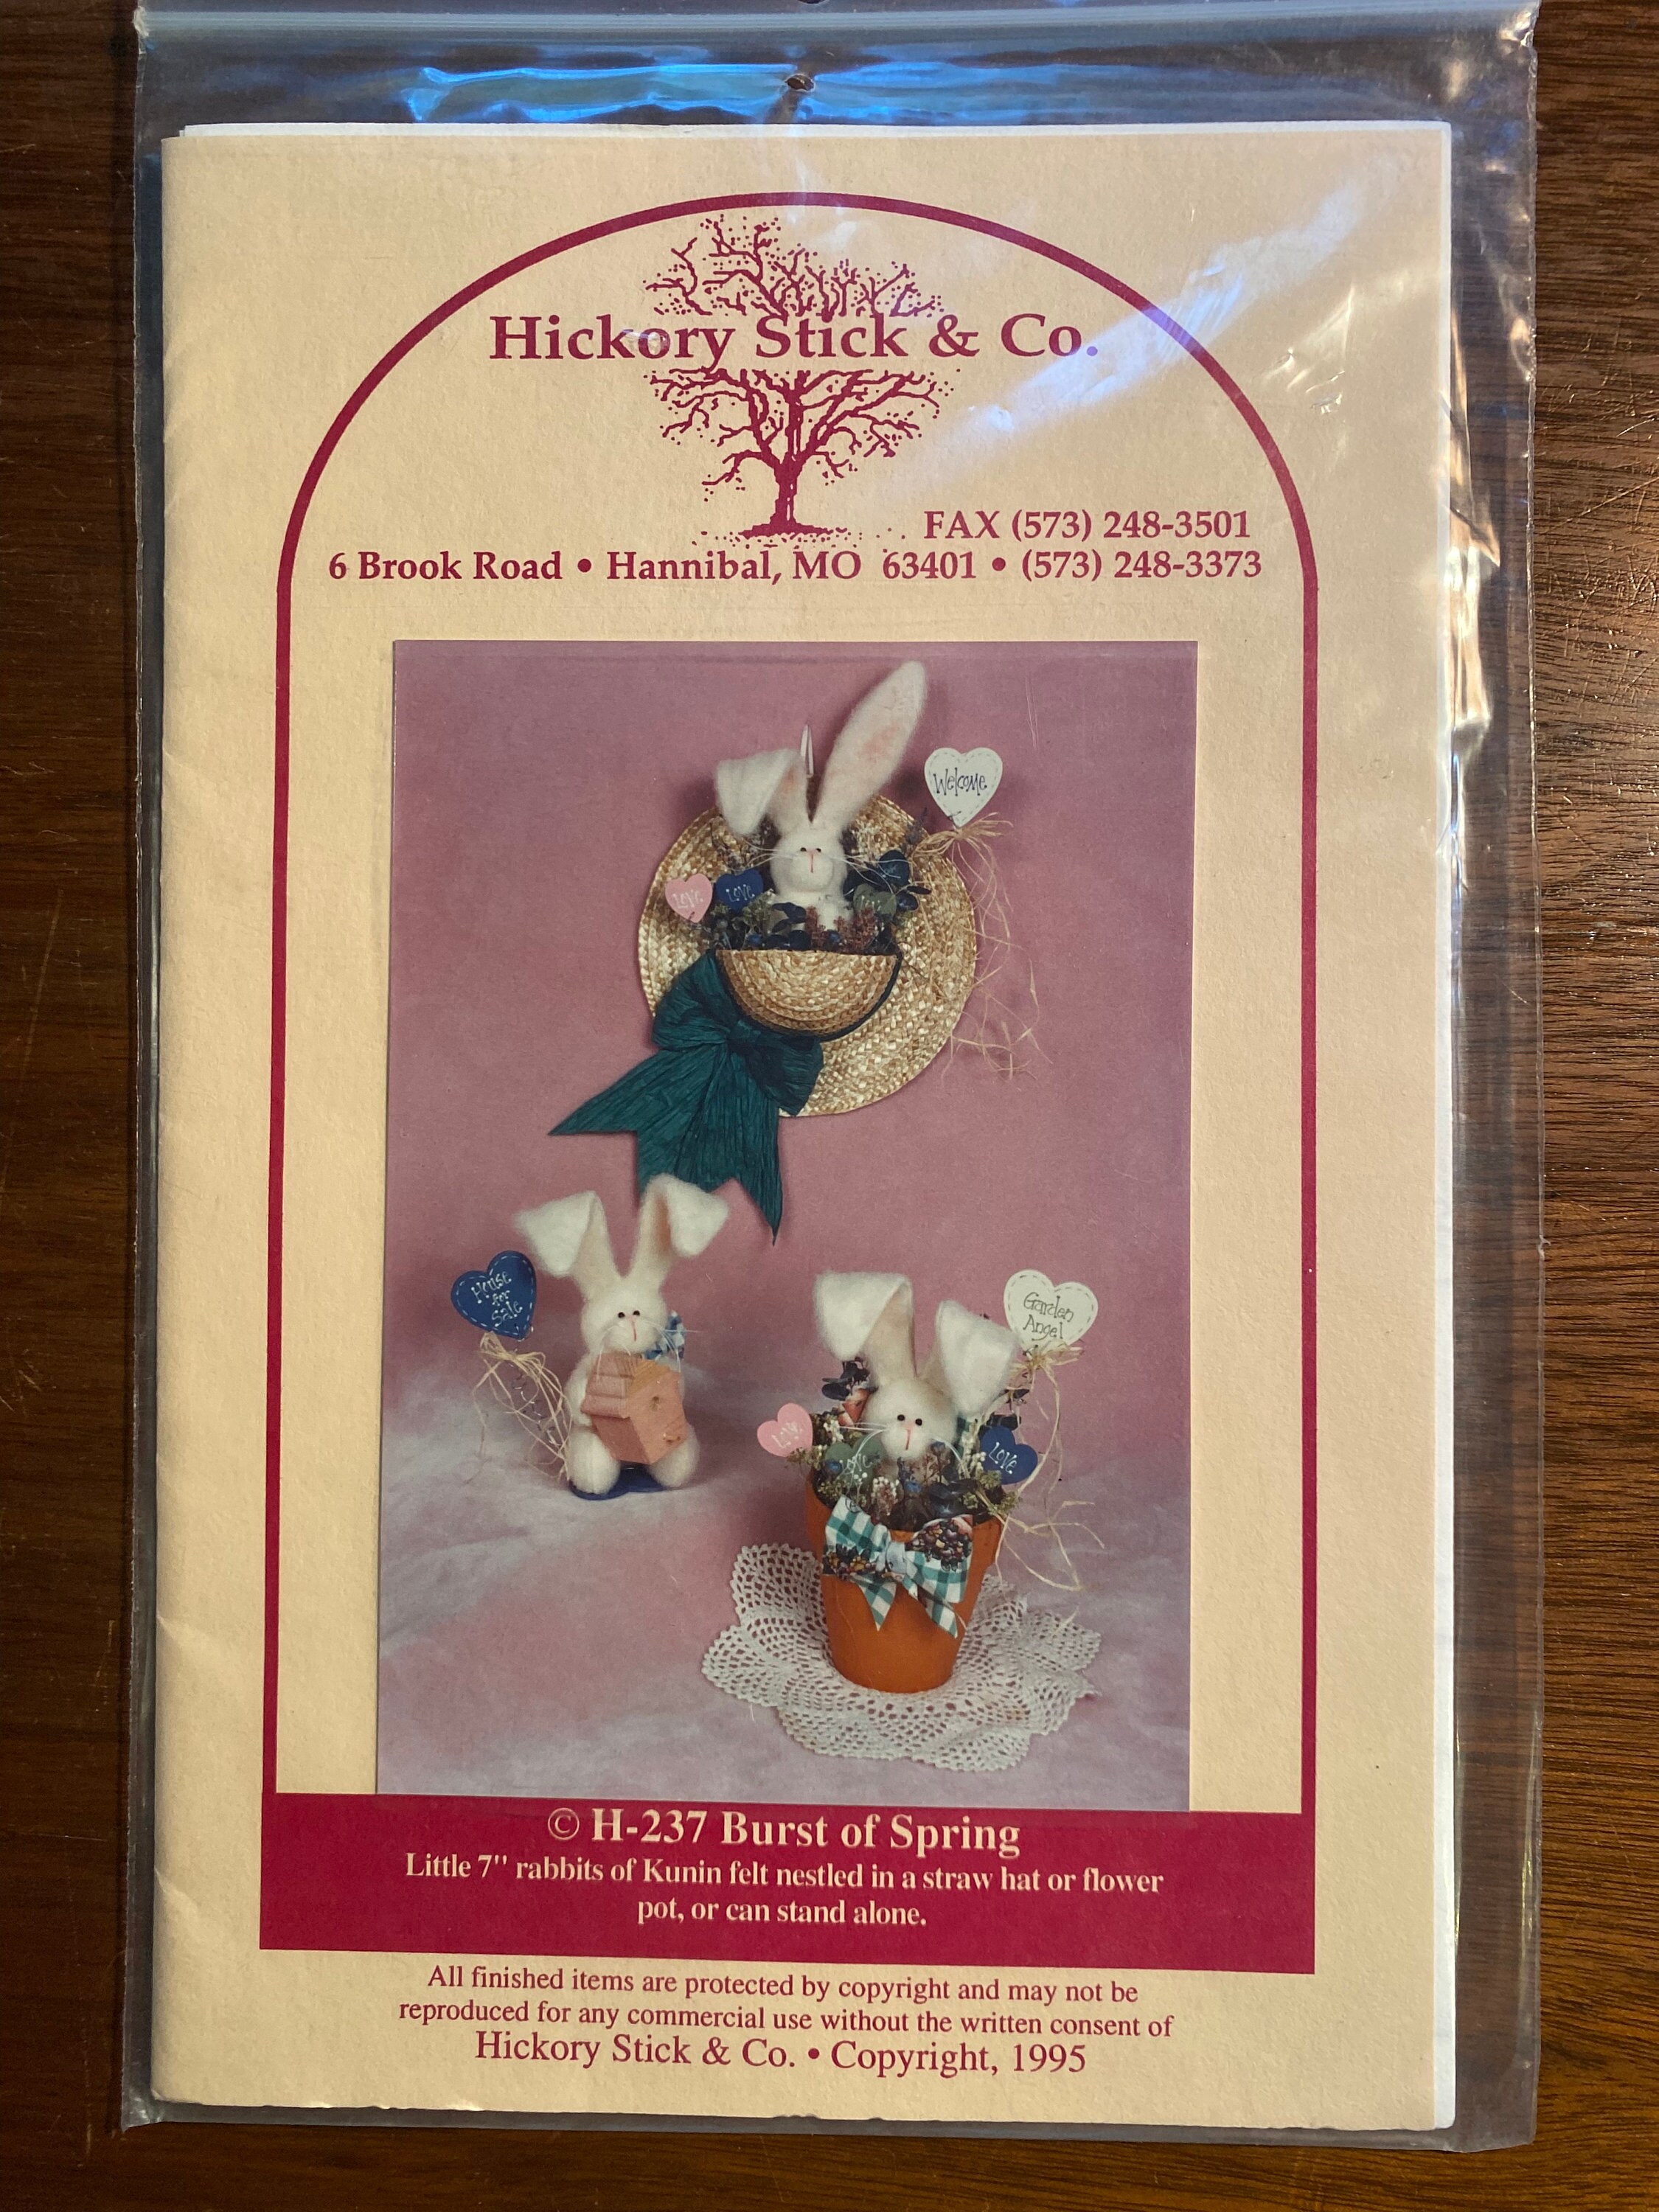 Hickory Stick & Co.
FAX (573) 248-3501
6 Brook Road • Hannibal, MO 63401 • (573) 248-3373
Welcome
Love
Love
House
for
Sale
Garden
Angel
Love
Love
Love
© H-237 Burst of Spring
Little 7" rabbits of Kunin felt nestled in a straw hat or flower
pot, or can stand alone.
All finished items are protected by copyright and may not be
reproduced for any commercial use without the written consent of
Hickory Stick & Co. • Copyright, 1995